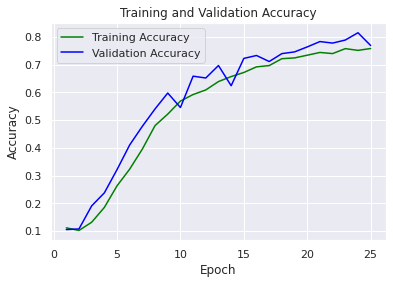 Training and Validation Accuracy
Training Accuracy
Validation Accuracy
Accuracy
0.8
0.7
0.6
0.5
0.4
0.3
0.2
0.1
0 5 10 15 20 25
Epoch